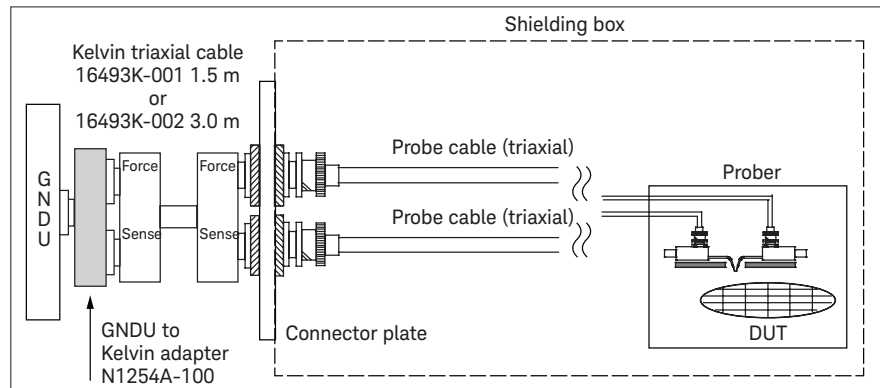 Shielding box
Kelvin triaxial cable
16493K-001 1.5 m
or
16493K-002 3.0 m
GNDU
Force
Sense
Force
Sense
Probe cable (triaxial)
Probe cable (triaxial)
Prober
DUT
Connector plate
GNDU to
Kelvin adapter
N1254A-100